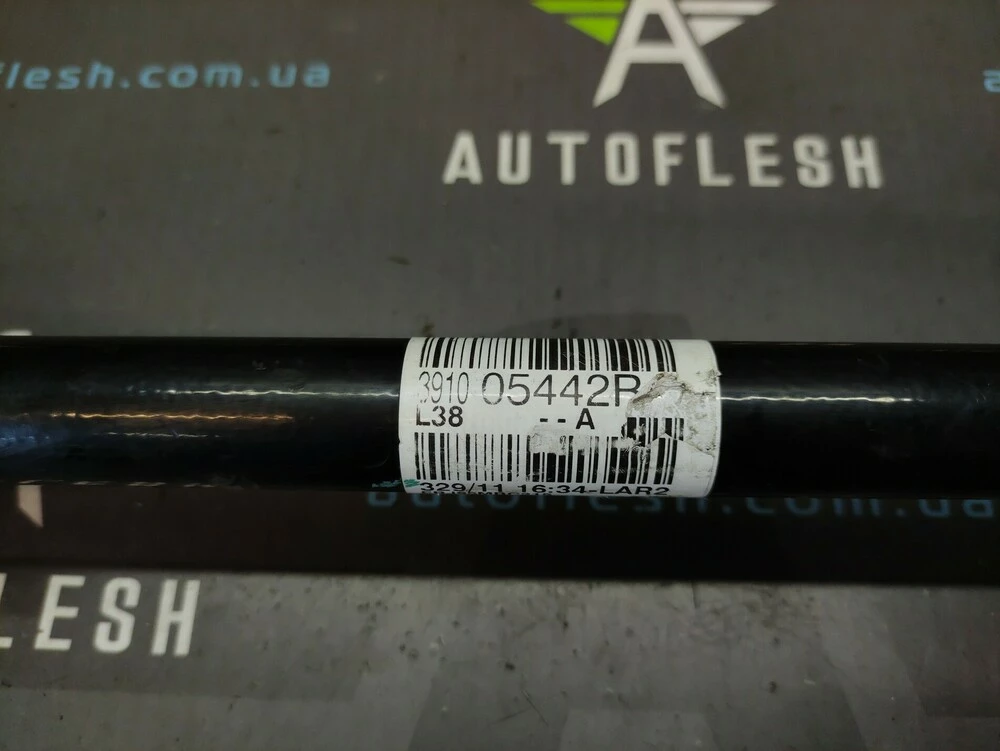 flesh.com.ua
A
AUTOFLESH
3910 05442R
L38 --A
329/11 16:34-LAR2
autoflesh.com.ua
LESH